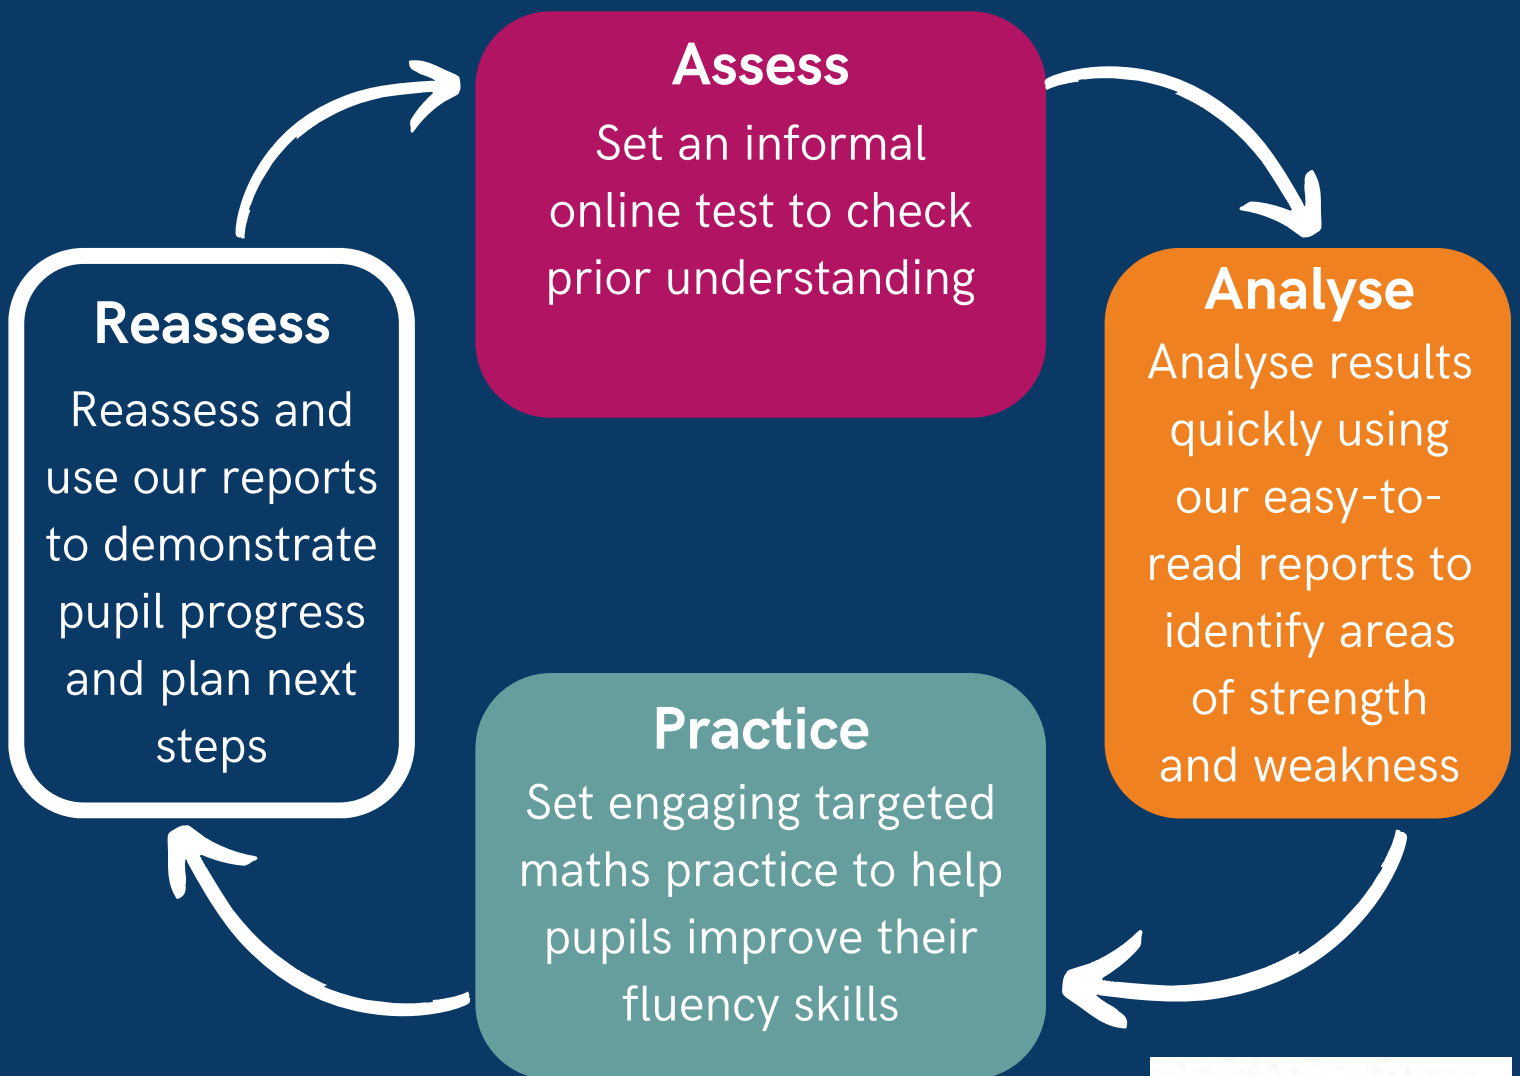 Assess
Set an informal
online test to check
prior understanding
Analyse
Analyse results
quickly using
our easy-to-
read reports to
identify areas
of strength
and weakness
Practice
Set engaging targeted
maths practice to help
pupils improve their
fluency skills
Reassess
Reassess and
use our reports
to demonstrate
pupil progress
and plan next
steps